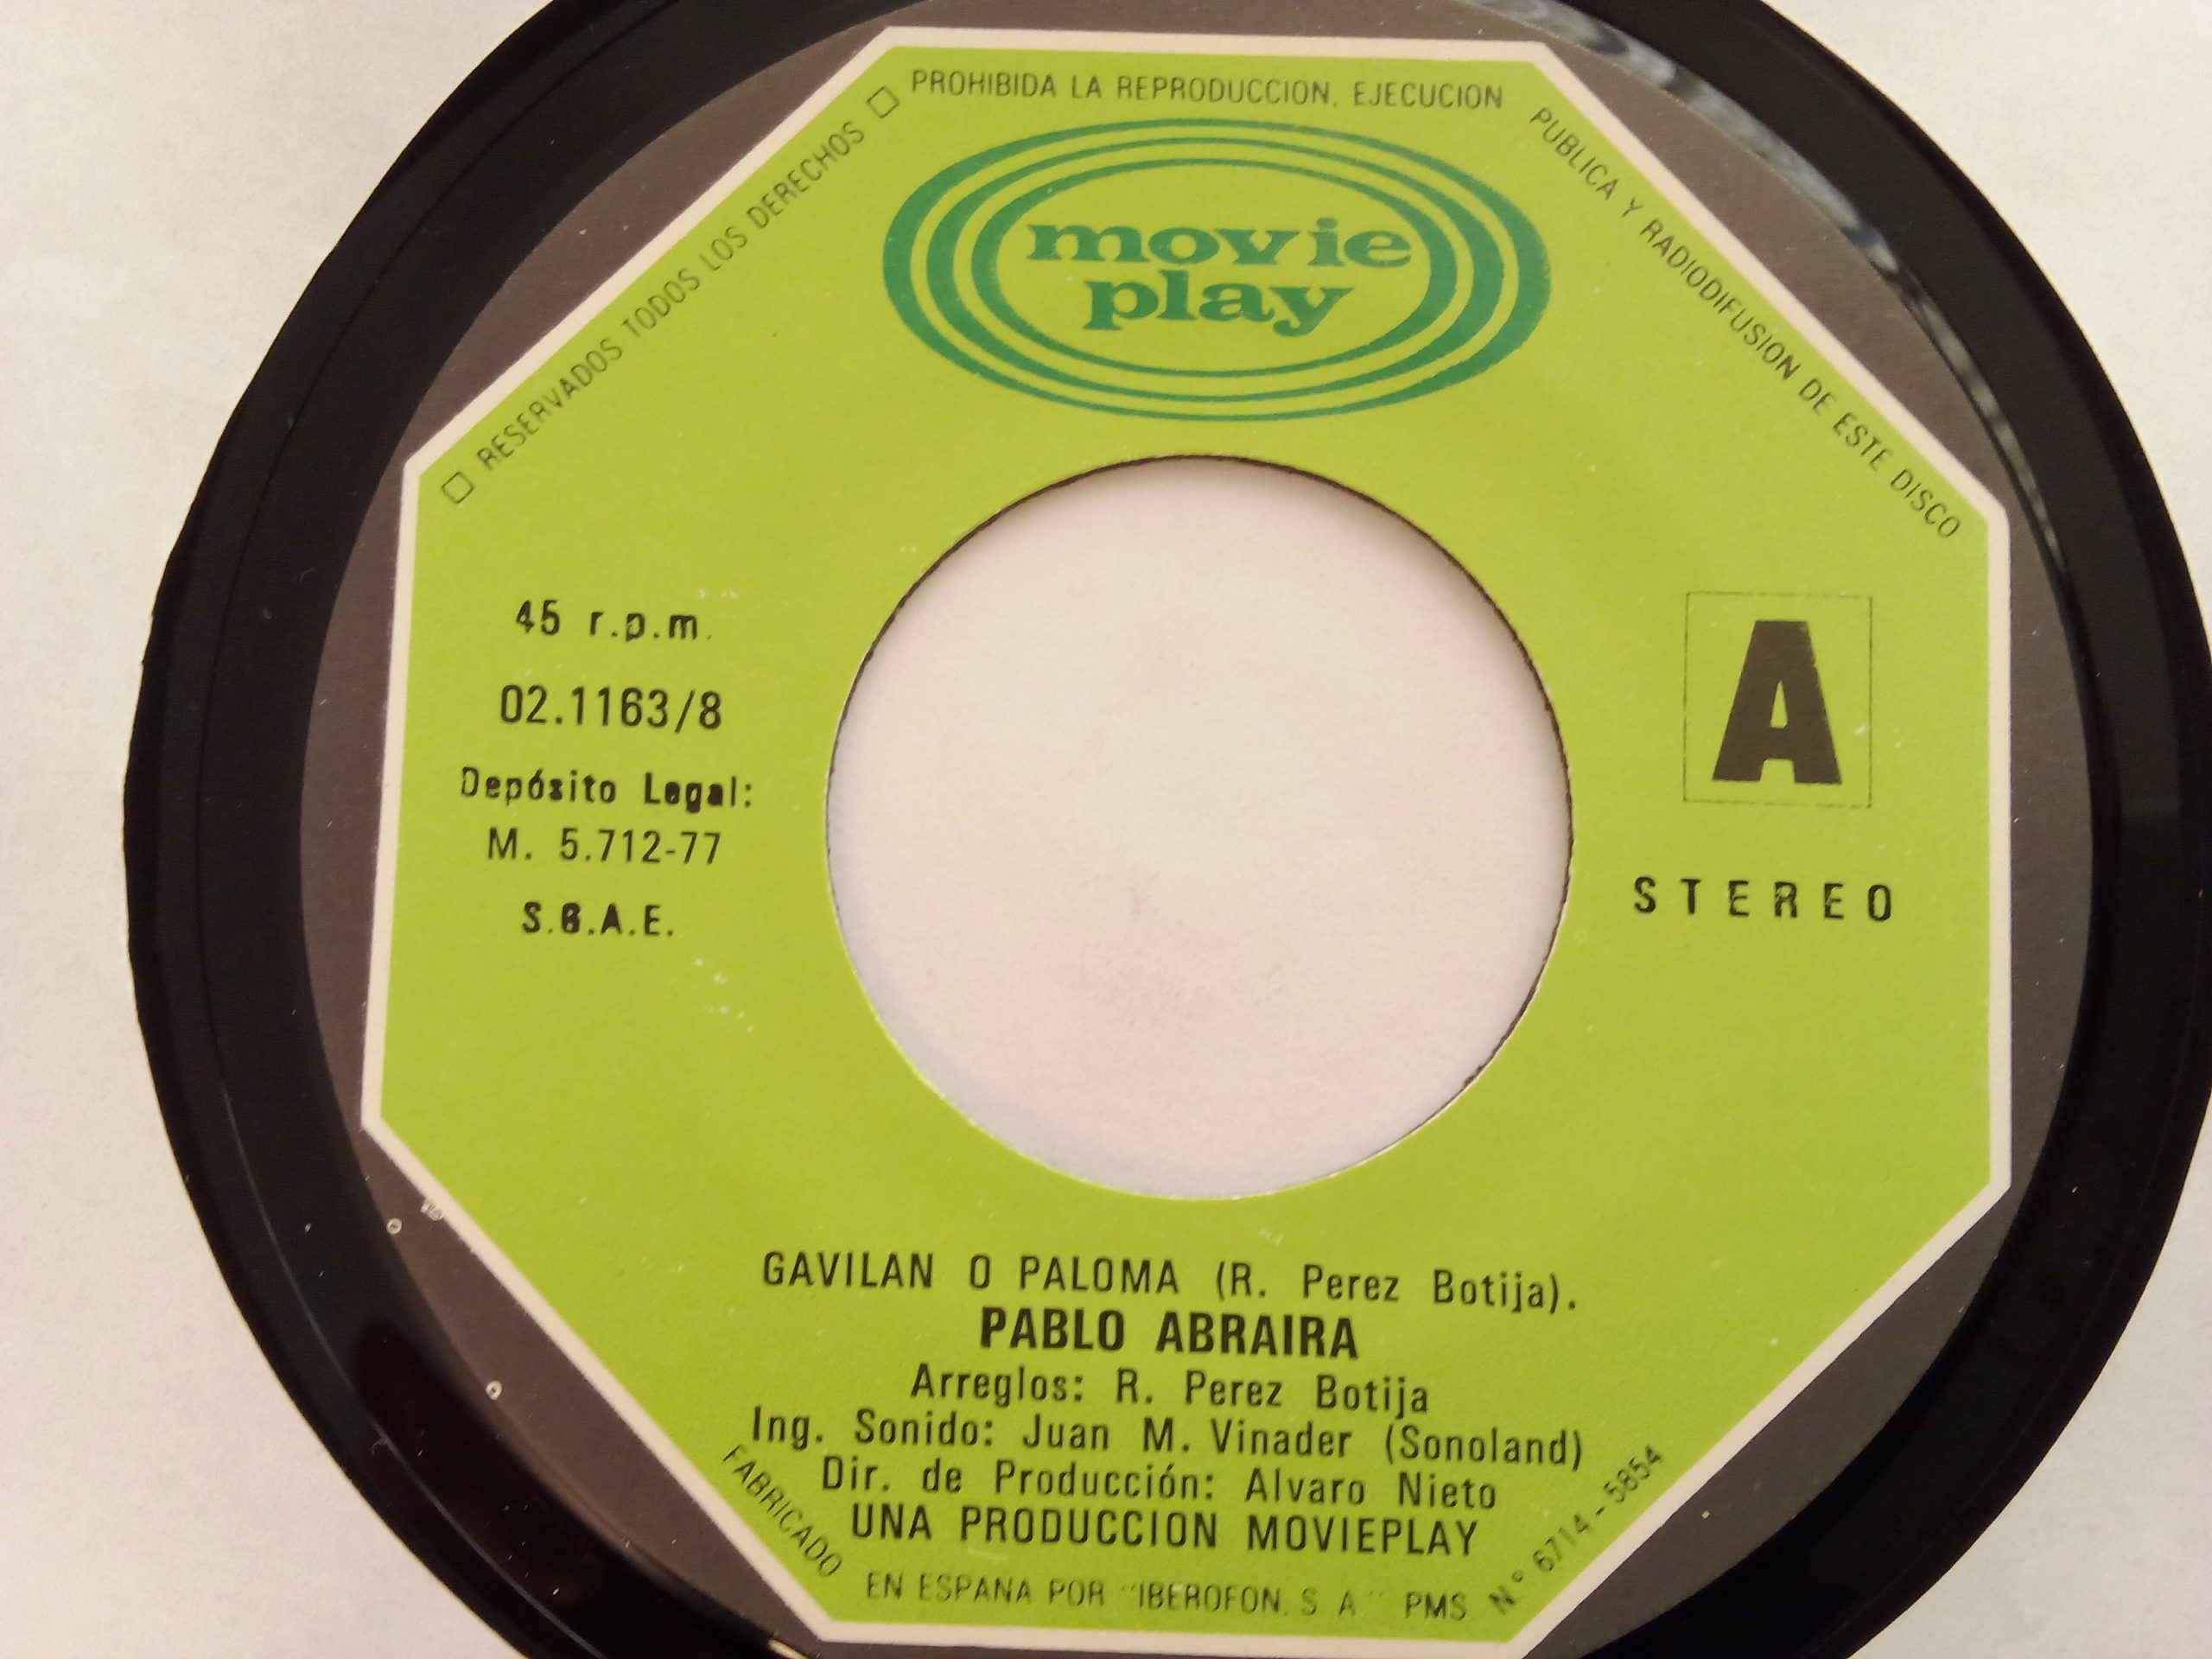 □ RESERVADOS TODOS LOS DERECHOS □ PROHIBIDA LA REPRODUCCION, EJECUCION PUBLICA Y RADIODIFUSION DE ESTE DISCO
movie
play
45 r.p.m.
02.1163/8
Depósito Legal:
M. 5.712-77
S.G.A.E.
A
STEREO
GAVILAN O PALOMA (R. Perez Botija).
PABLO ABRAIRA
Arreglos: R. Perez Botija
Ing. Sonido: Juan M. Vinader (Sonoland)
Dir. de Producción: Alvaro Nieto
UNA PRODUCCION MOVIEPLAY
FABRICADO EN ESPAÑA POR "IBEROFON, S A" PMS Nº 6714 - 5854